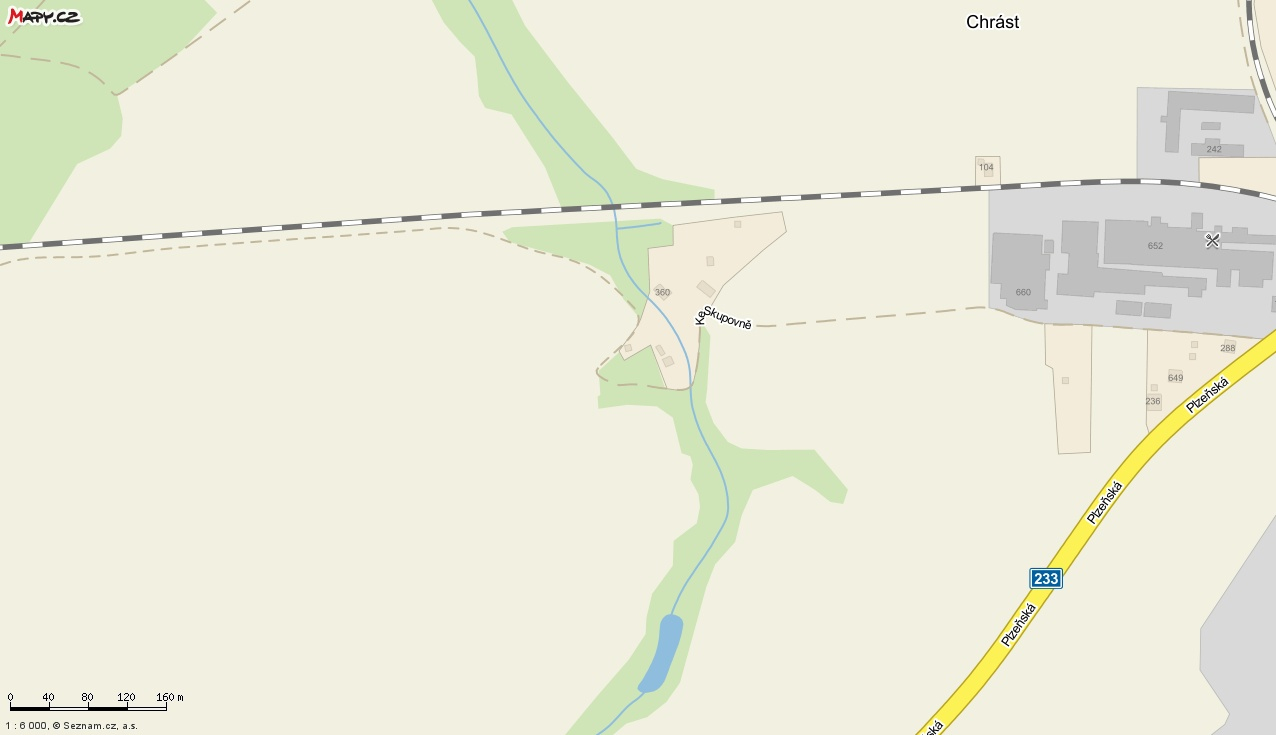 MAPY.CZ
Chrást
242
104
652
360
660
Ke Skupovně
288
649
236
Plzeňská
Plzeňská
233
Plzeňská
0 40 80 120 160 m
1 : 6 000, © Seznam.cz, a.s.